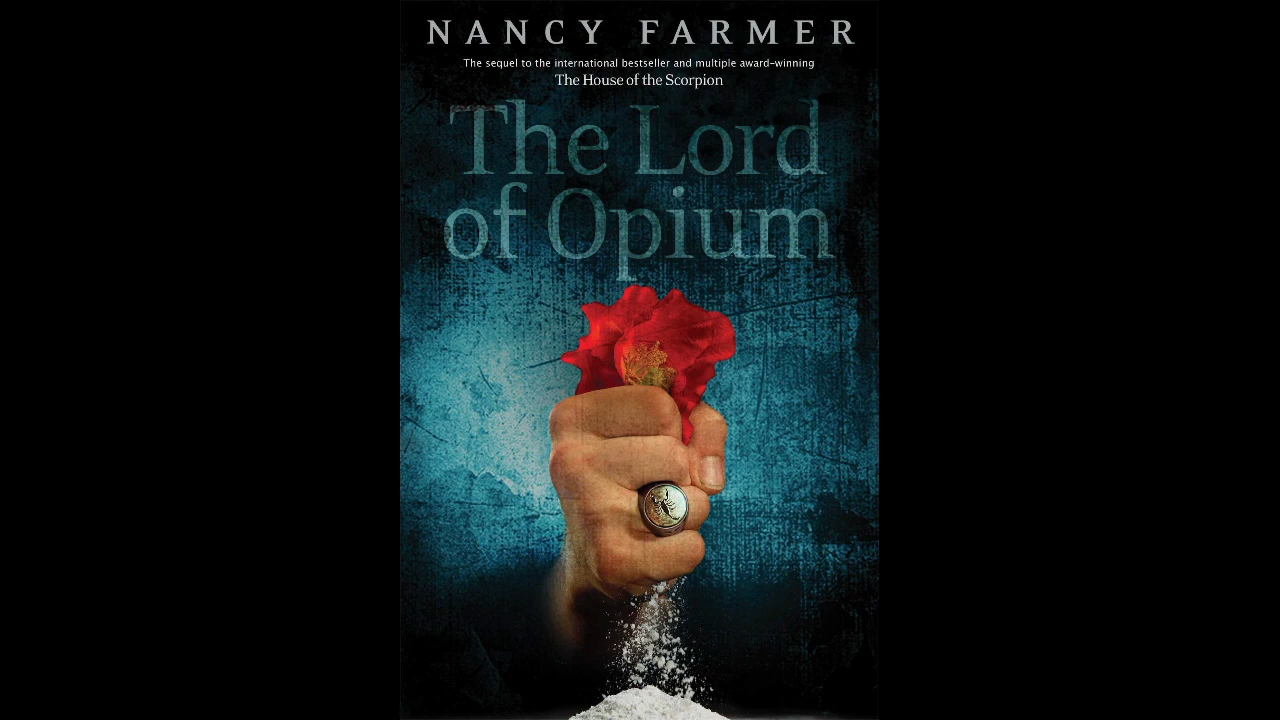 NANCY FARMER
The sequel to the international bestseller and multiple award-winning
The House of the Scorpion
The Lord
of Opium